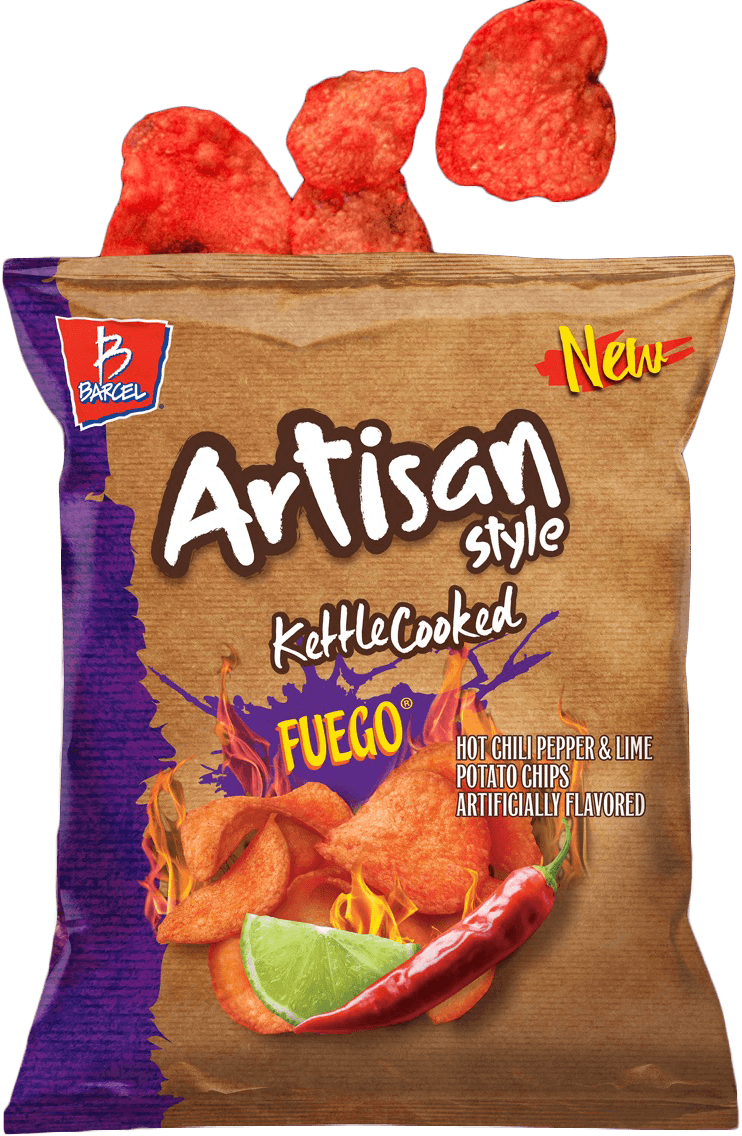 B
BARCEL
New
Artisan
style
KettleCooked
FUEGO®
HOT CHILI PEPPER & LIME
POTATO CHIPS
ARTIFICIALLY FLAVORED